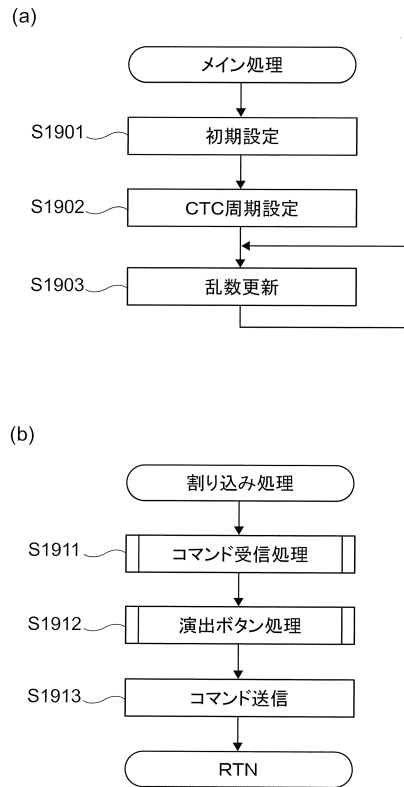 (a)
メイン処理
S1901
初期設定
S1902
CTC周期設定
S1903
乱数更新
(b)
割り込み処理
S1911
コマンド受信処理
S1912
演出ボタン処理
S1913
コマンド送信
RTN